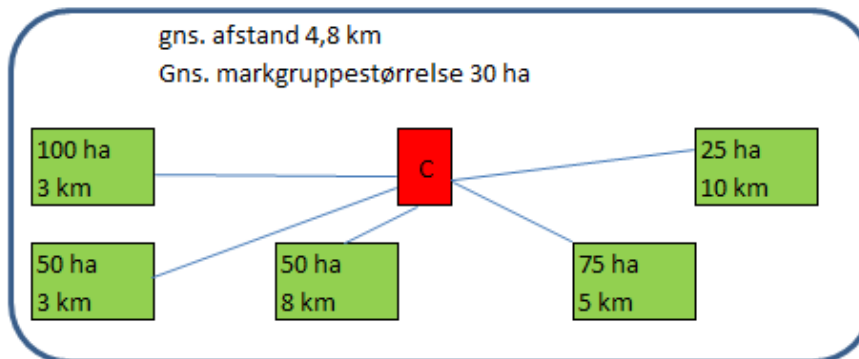 gns. afstand 4,8 km
Gns. markgruppestørrelse 30 ha
100 ha
3 km
C
25 ha
10 km
50 ha
3 km
50 ha
8 km
75 ha
5 km